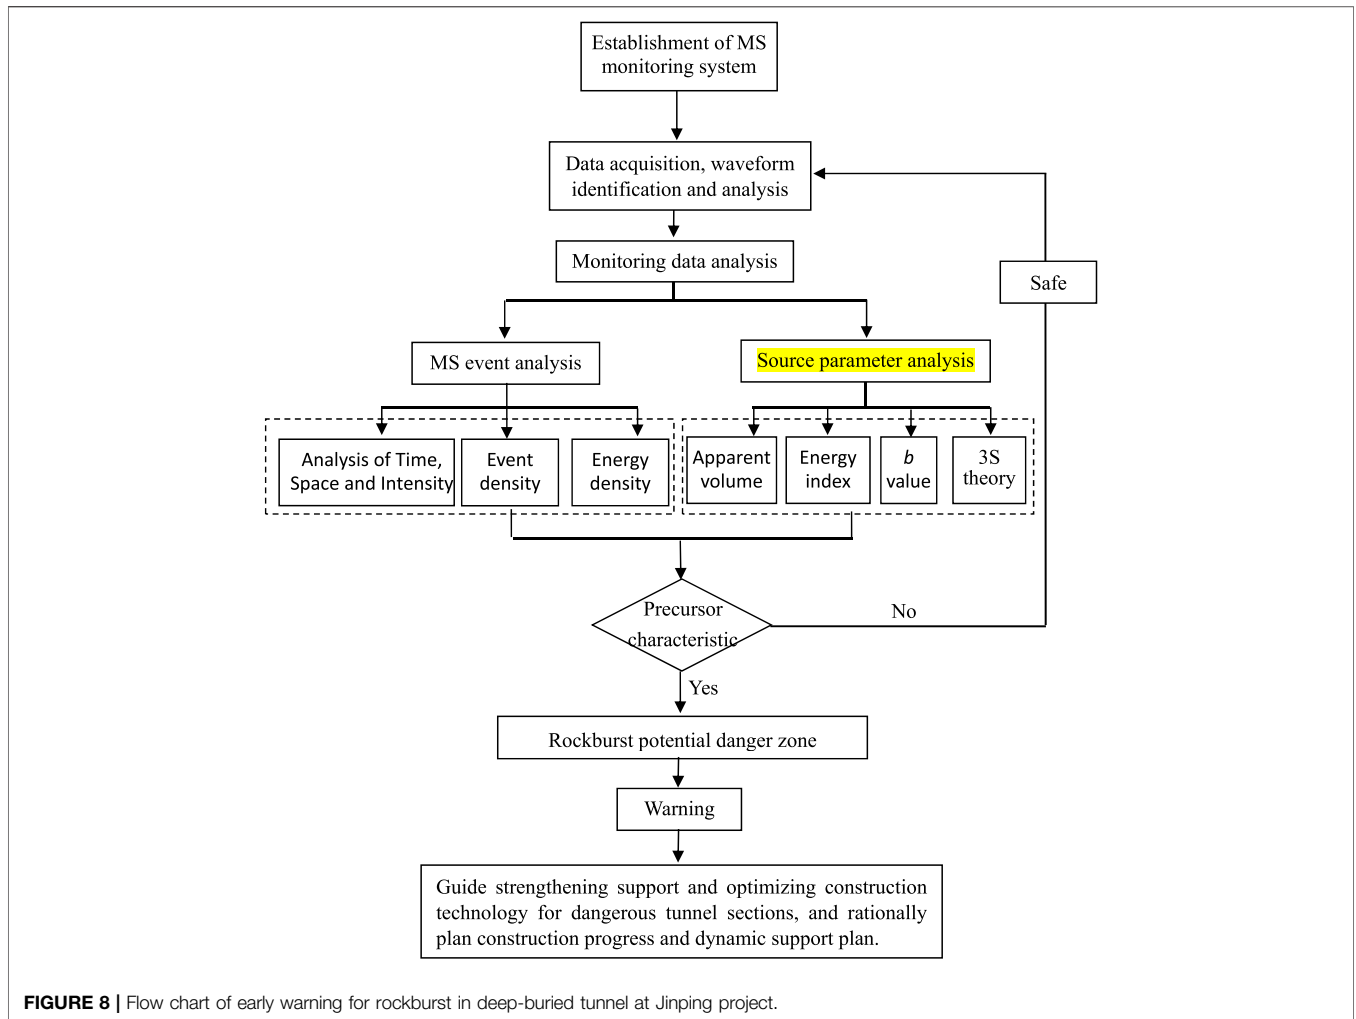 Establishment of MS
monitoring system
Data acquisition, waveform
identification and analysis
Monitoring data analysis
Safe
MS event analysis
Source parameter analysis
Analysis of Time,
Space and Intensity
Event
density
Energy
density
Apparent
volume
Energy
index
b
value
3S
theory
Precursor
characteristic
No
Yes
Rockburst potential danger zone
Warning
Guide strengthening support and optimizing construction
technology for dangerous tunnel sections, and rationally
plan construction progress and dynamic support plan.
FIGURE 8 | Flow chart of early warning for rockburst in deep-buried tunnel at Jinping project.